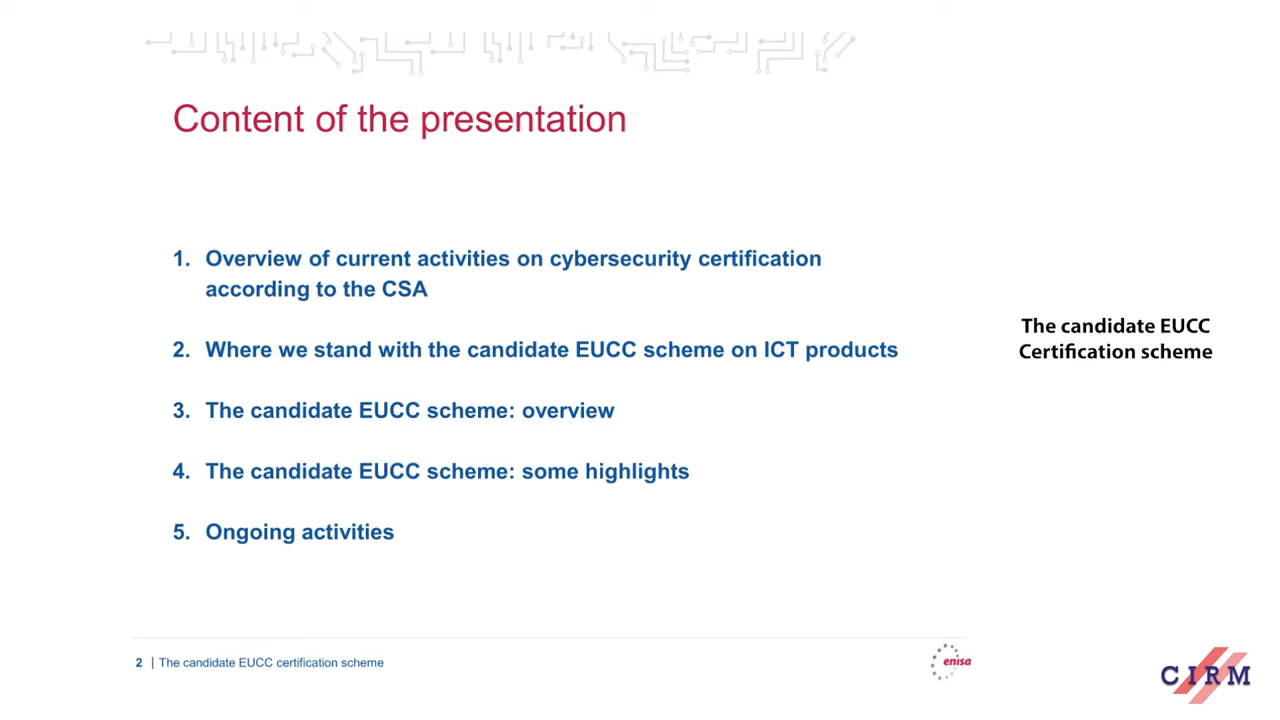 Content of the presentation
1. Overview of current activities on cybersecurity certification
according to the CSA
2. Where we stand with the candidate EUCC scheme on ICT products
3. The candidate EUCC scheme: overview
4. The candidate EUCC scheme: some highlights
5. Ongoing activities
The candidate EUCC
Certification scheme
2 | The candidate EUCC certification scheme
enisa
CIRM